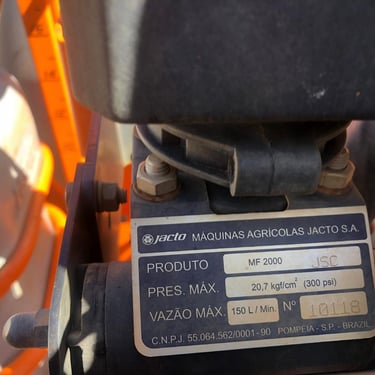 Jacto MÁQUINAS AGRÍCOLAS JACTO S.A.
PRODUTO MF 2000 JSC
PRES. MÁX. 20,7 kgf/cm² (300 psi)
VAZÃO MÁX. 150 L / Min. Nº 10118
C.N.P.J. 55.064.562/0001-90 POMPEIA - S.P. - BRAZIL